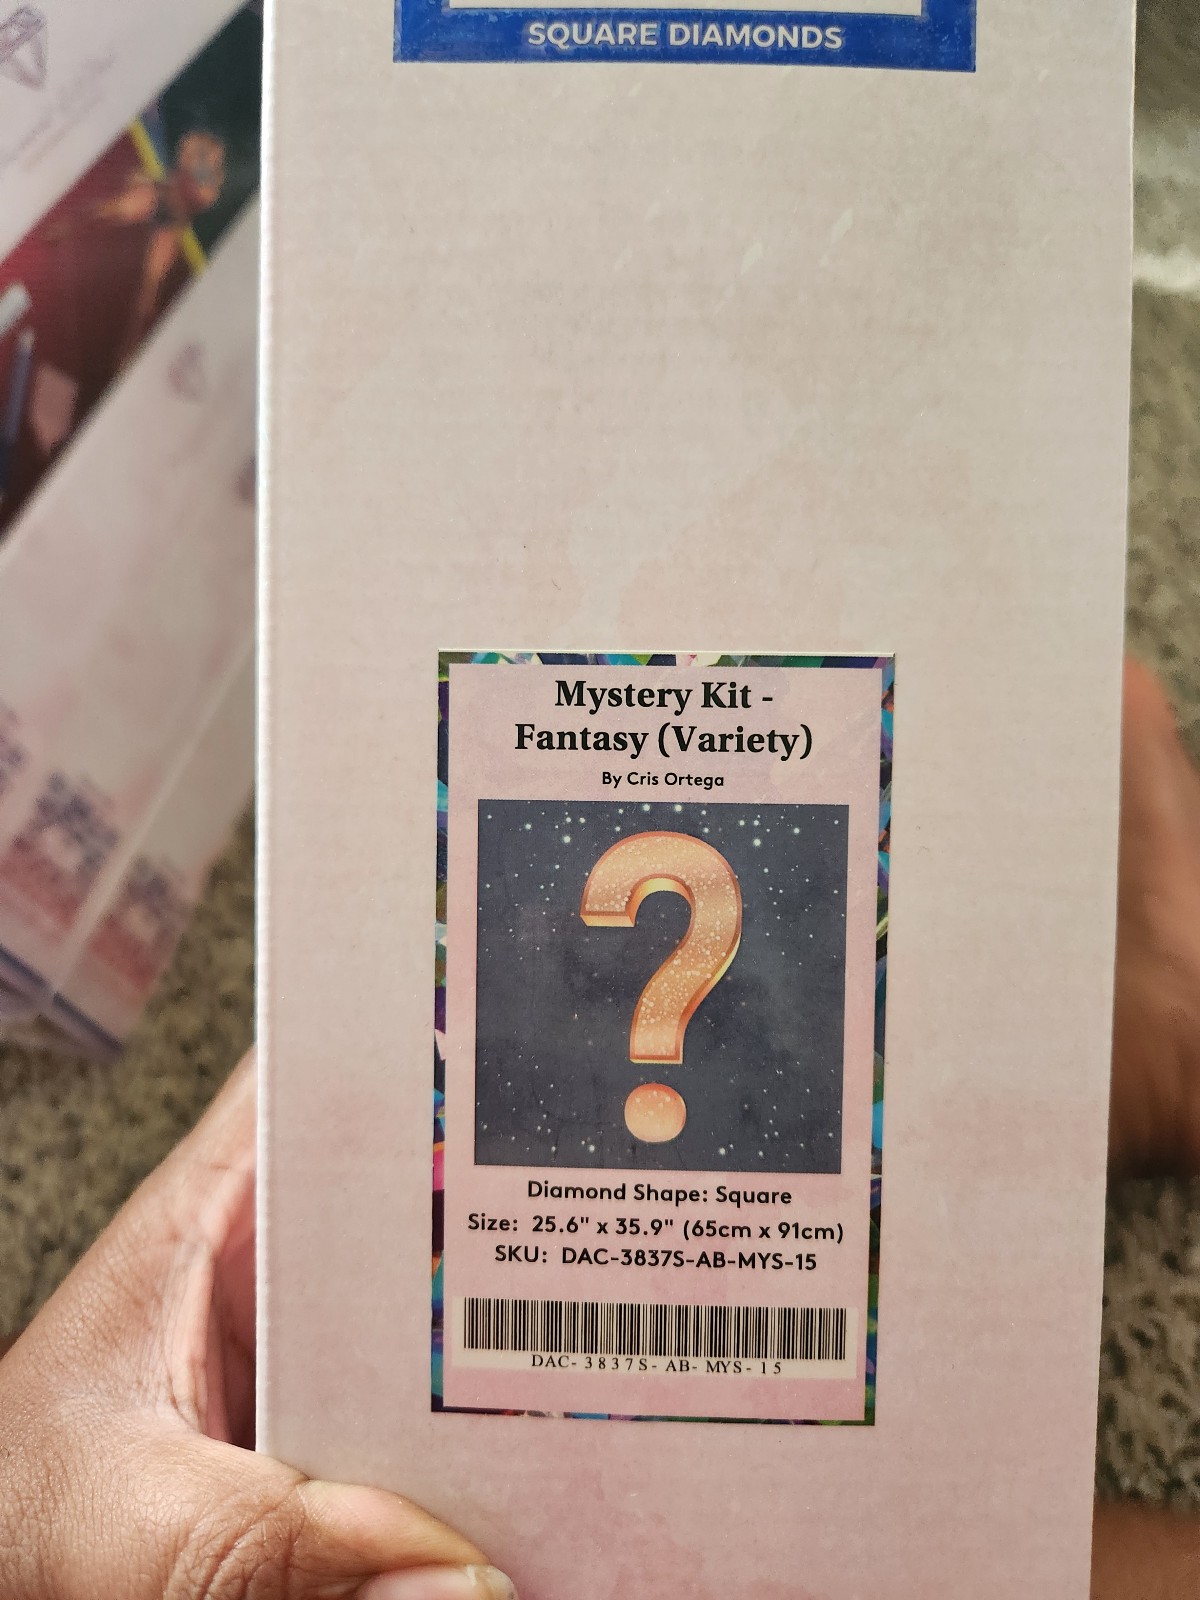 SQUARE DIAMONDS
Mystery Kit -
Fantasy (Variety)
By Cris Ortega
Diamond Shape: Square
Size: 25.6" x 35.9" (65cm x 91cm)
SKU: DAC-3837S-AB-MYS-15
DAC-3837S-AB-MYS-15